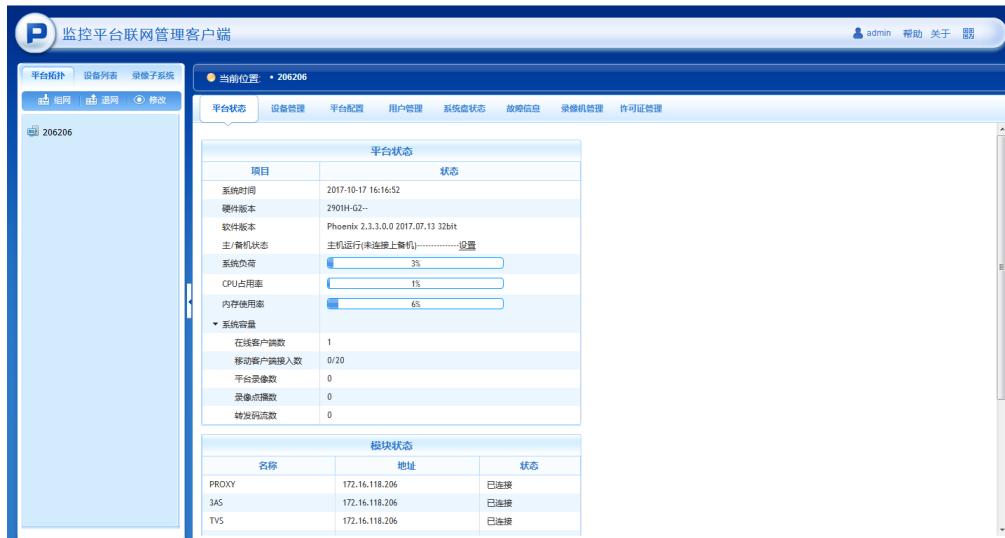 P 监控平台联网管理客户端
admin 帮助 关于
平台拓扑 设备列表 录像子系统
组网 退网 修改
206206
当前位置: • 206206
平台状态 设备管理 平台配置 用户管理 系统盘状态 故障信息 录像机管理 许可证管理
平台状态
项目 状态
系统时间 2017-10-17 16:16:52
硬件版本 2901H-G2--
软件版本 Phoenix 2.3.3.0.0 2017.07.13 32bit
主/备机状态 主机运行(未连接上备机)---------------设置
系统负荷 3%
CPU占用率 1%
内存使用率 6%
系统容量
在线客户端数 1
移动客户端接入数 0/20
平台录像数 0
录像点播数 0
转发码流数 0
模块状态
名称 地址 状态
PROXY 172.16.118.206 已连接
3AS 172.16.118.206 已连接
TVS 172.16.118.206 已连接